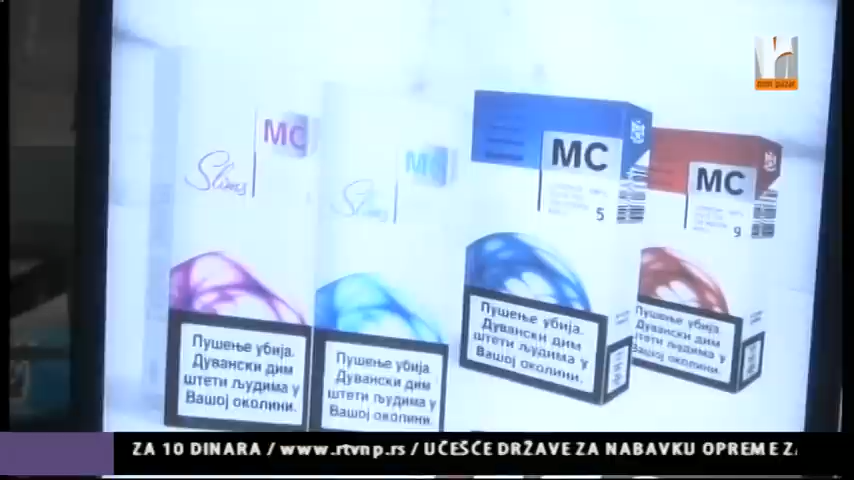 novi pazar
MC
Slims
Пушење убија.
Дувански дим
штети људима у
Вашој околини.
MC
Slims
Пушење убија.
Дувански дим
штети људима у
Вашој околини.
MC
5
Пушење убија.
Дувански дим
штети људима у
Вашој околини.
MC
9
Пушење убија.
Дувански дим
штети људима у
Вашој околини.
ZA 10 DINARA / www.rtvnp.rs / UČEŠĆE DRŽAVE ZA NABAVKU OPREME